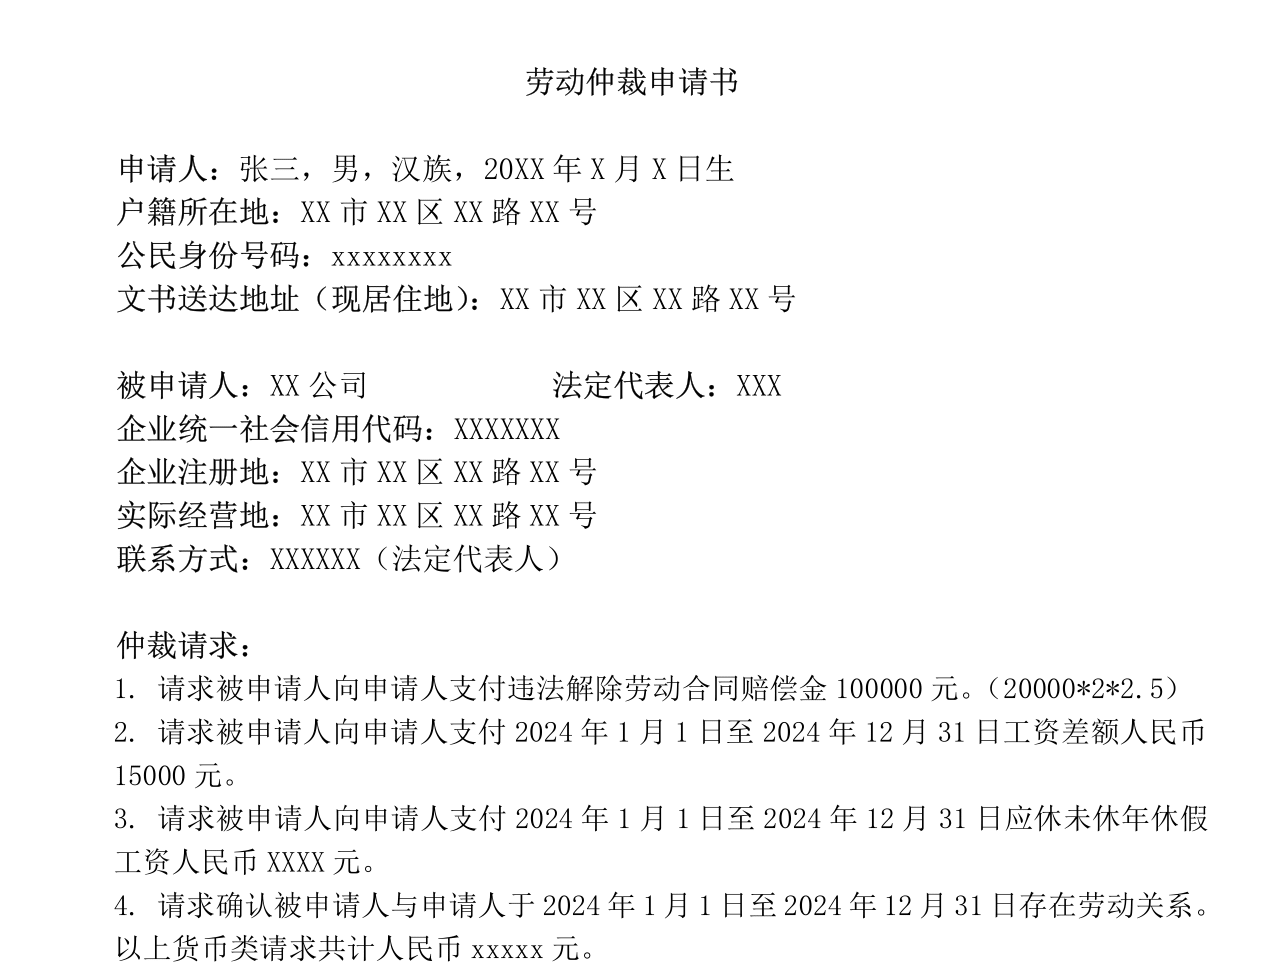 劳动仲裁申请书
申请人：张三，男，汉族，20XX 年 X 月 X 日生
户籍所在地：XX 市 XX 区 XX 路 XX 号
公民身份号码：xxxxxxxx
文书送达地址（现居住地）：XX 市 XX 区 XX 路 XX 号
被申请人：XX 公司 法定代表人：XXX
企业统一社会信用代码：XXXXXXX
企业注册地：XX 市 XX 区 XX 路 XX 号
实际经营地：XX 市 XX 区 XX 路 XX 号
联系方式：XXXXXX（法定代表人）
仲裁请求：
1. 请求被申请人向申请人支付违法解除劳动合同赔偿金 100000 元。（20000*2*2.5）
2. 请求被申请人向申请人支付 2024 年 1 月 1 日至 2024 年 12 月 31 日工资差额人民币
15000 元。
3. 请求被申请人向申请人支付 2024 年 1 月 1 日至 2024 年 12 月 31 日应休未休年休假
工资人民币 XXXX 元。
4. 请求确认被申请人与申请人于 2024 年 1 月 1 日至 2024 年 12 月 31 日存在劳动关系。
以上货币类请求共计人民币 xxxxx 元。